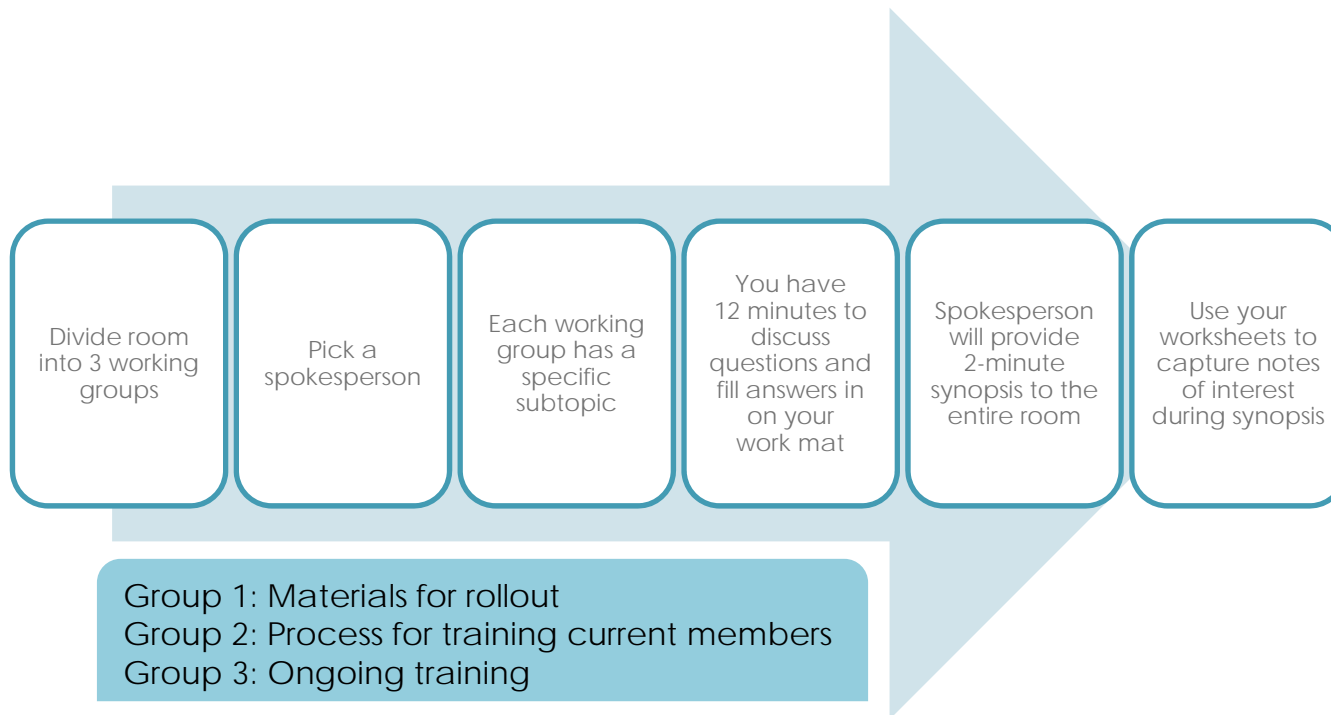 Divide room
into 3 working
groups
Pick a
spokesperson
Each working
group has a
specific
subtopic
You have
12 minutes to
discuss
questions and
fill answers in
on your
work mat
Spokesperson
will provide
2-minute
synopsis to the
entire room
Use your
worksheets to
capture notes
of interest
during synopsis
Group 1: Materials for rollout
Group 2: Process for training current members
Group 3: Ongoing training